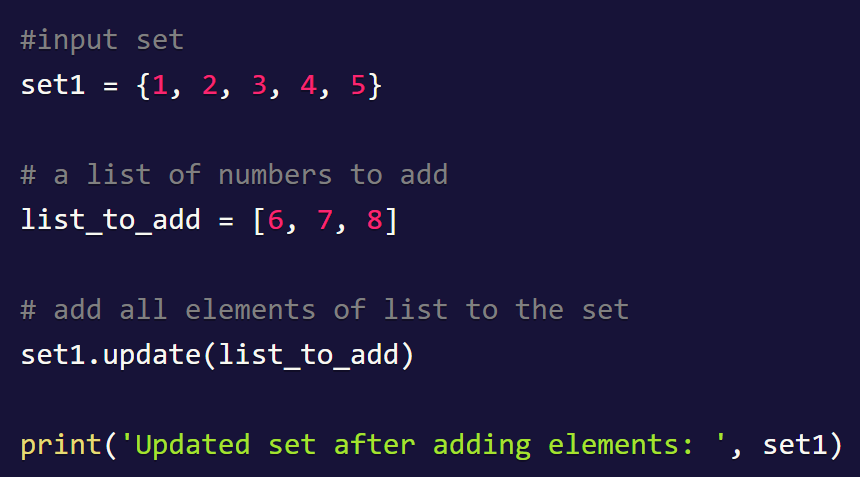 #input set
set1 = {1, 2, 3, 4, 5}
# a list of numbers to add
list_to_add = [6, 7, 8]
# add all elements of list to the set
set1.update(list_to_add)
print('Updated set after adding elements: ', set1)